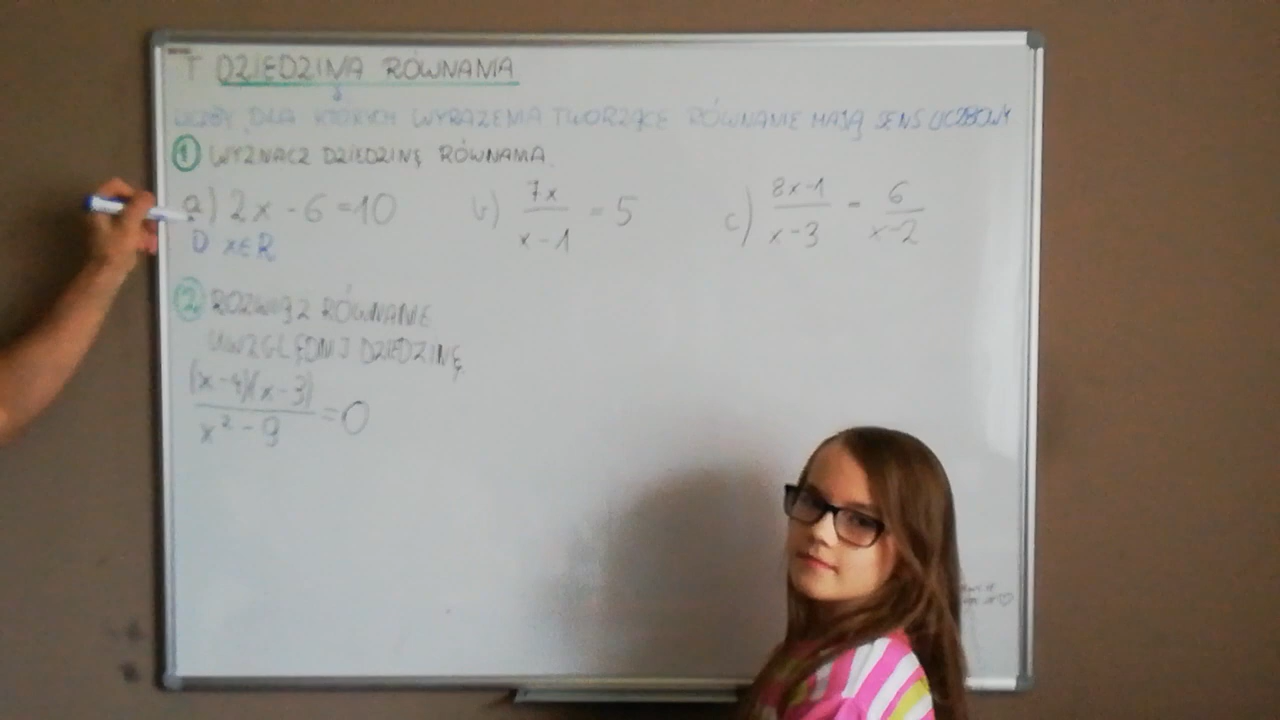 T DZIEDZINA RÓWNANIA
LICZBY DLA KTÓRYCH WYRAŻENIA TWORZĄCE RÓWNANIE MAJĄ SENS LICZBOWY
1 WYZNACZ DZIEDZINĘ RÓWNANIA.
a) 2x - 6 = 10 b) 7x / x - 1 = 5 c) 8x - 1 / x - 3 = 6 / x - 2
D x∈R
2 ROZWIĄZ RÓWNANIE
UWZGLĘDNIJ DZIEDZINĘ
(x-4)(x-3) / x² - 9 = 0